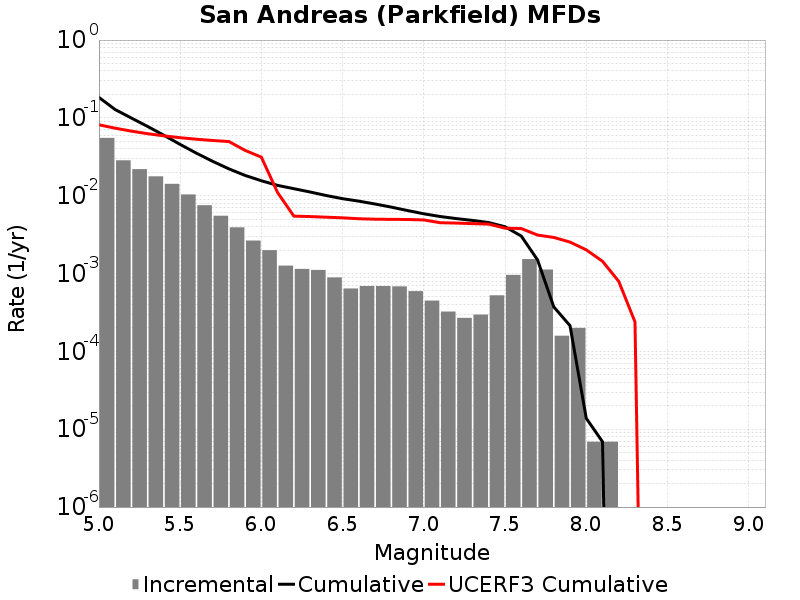 San Andreas (Parkfield) MFDs
10^0
10^-1
10^-2
10^-3
10^-4
10^-5
10^-6
Rate (1/yr)
5.0 5.5 6.0 6.5 7.0 7.5 8.0 8.5 9.0
Magnitude
Incremental Cumulative UCERF3 Cumulative